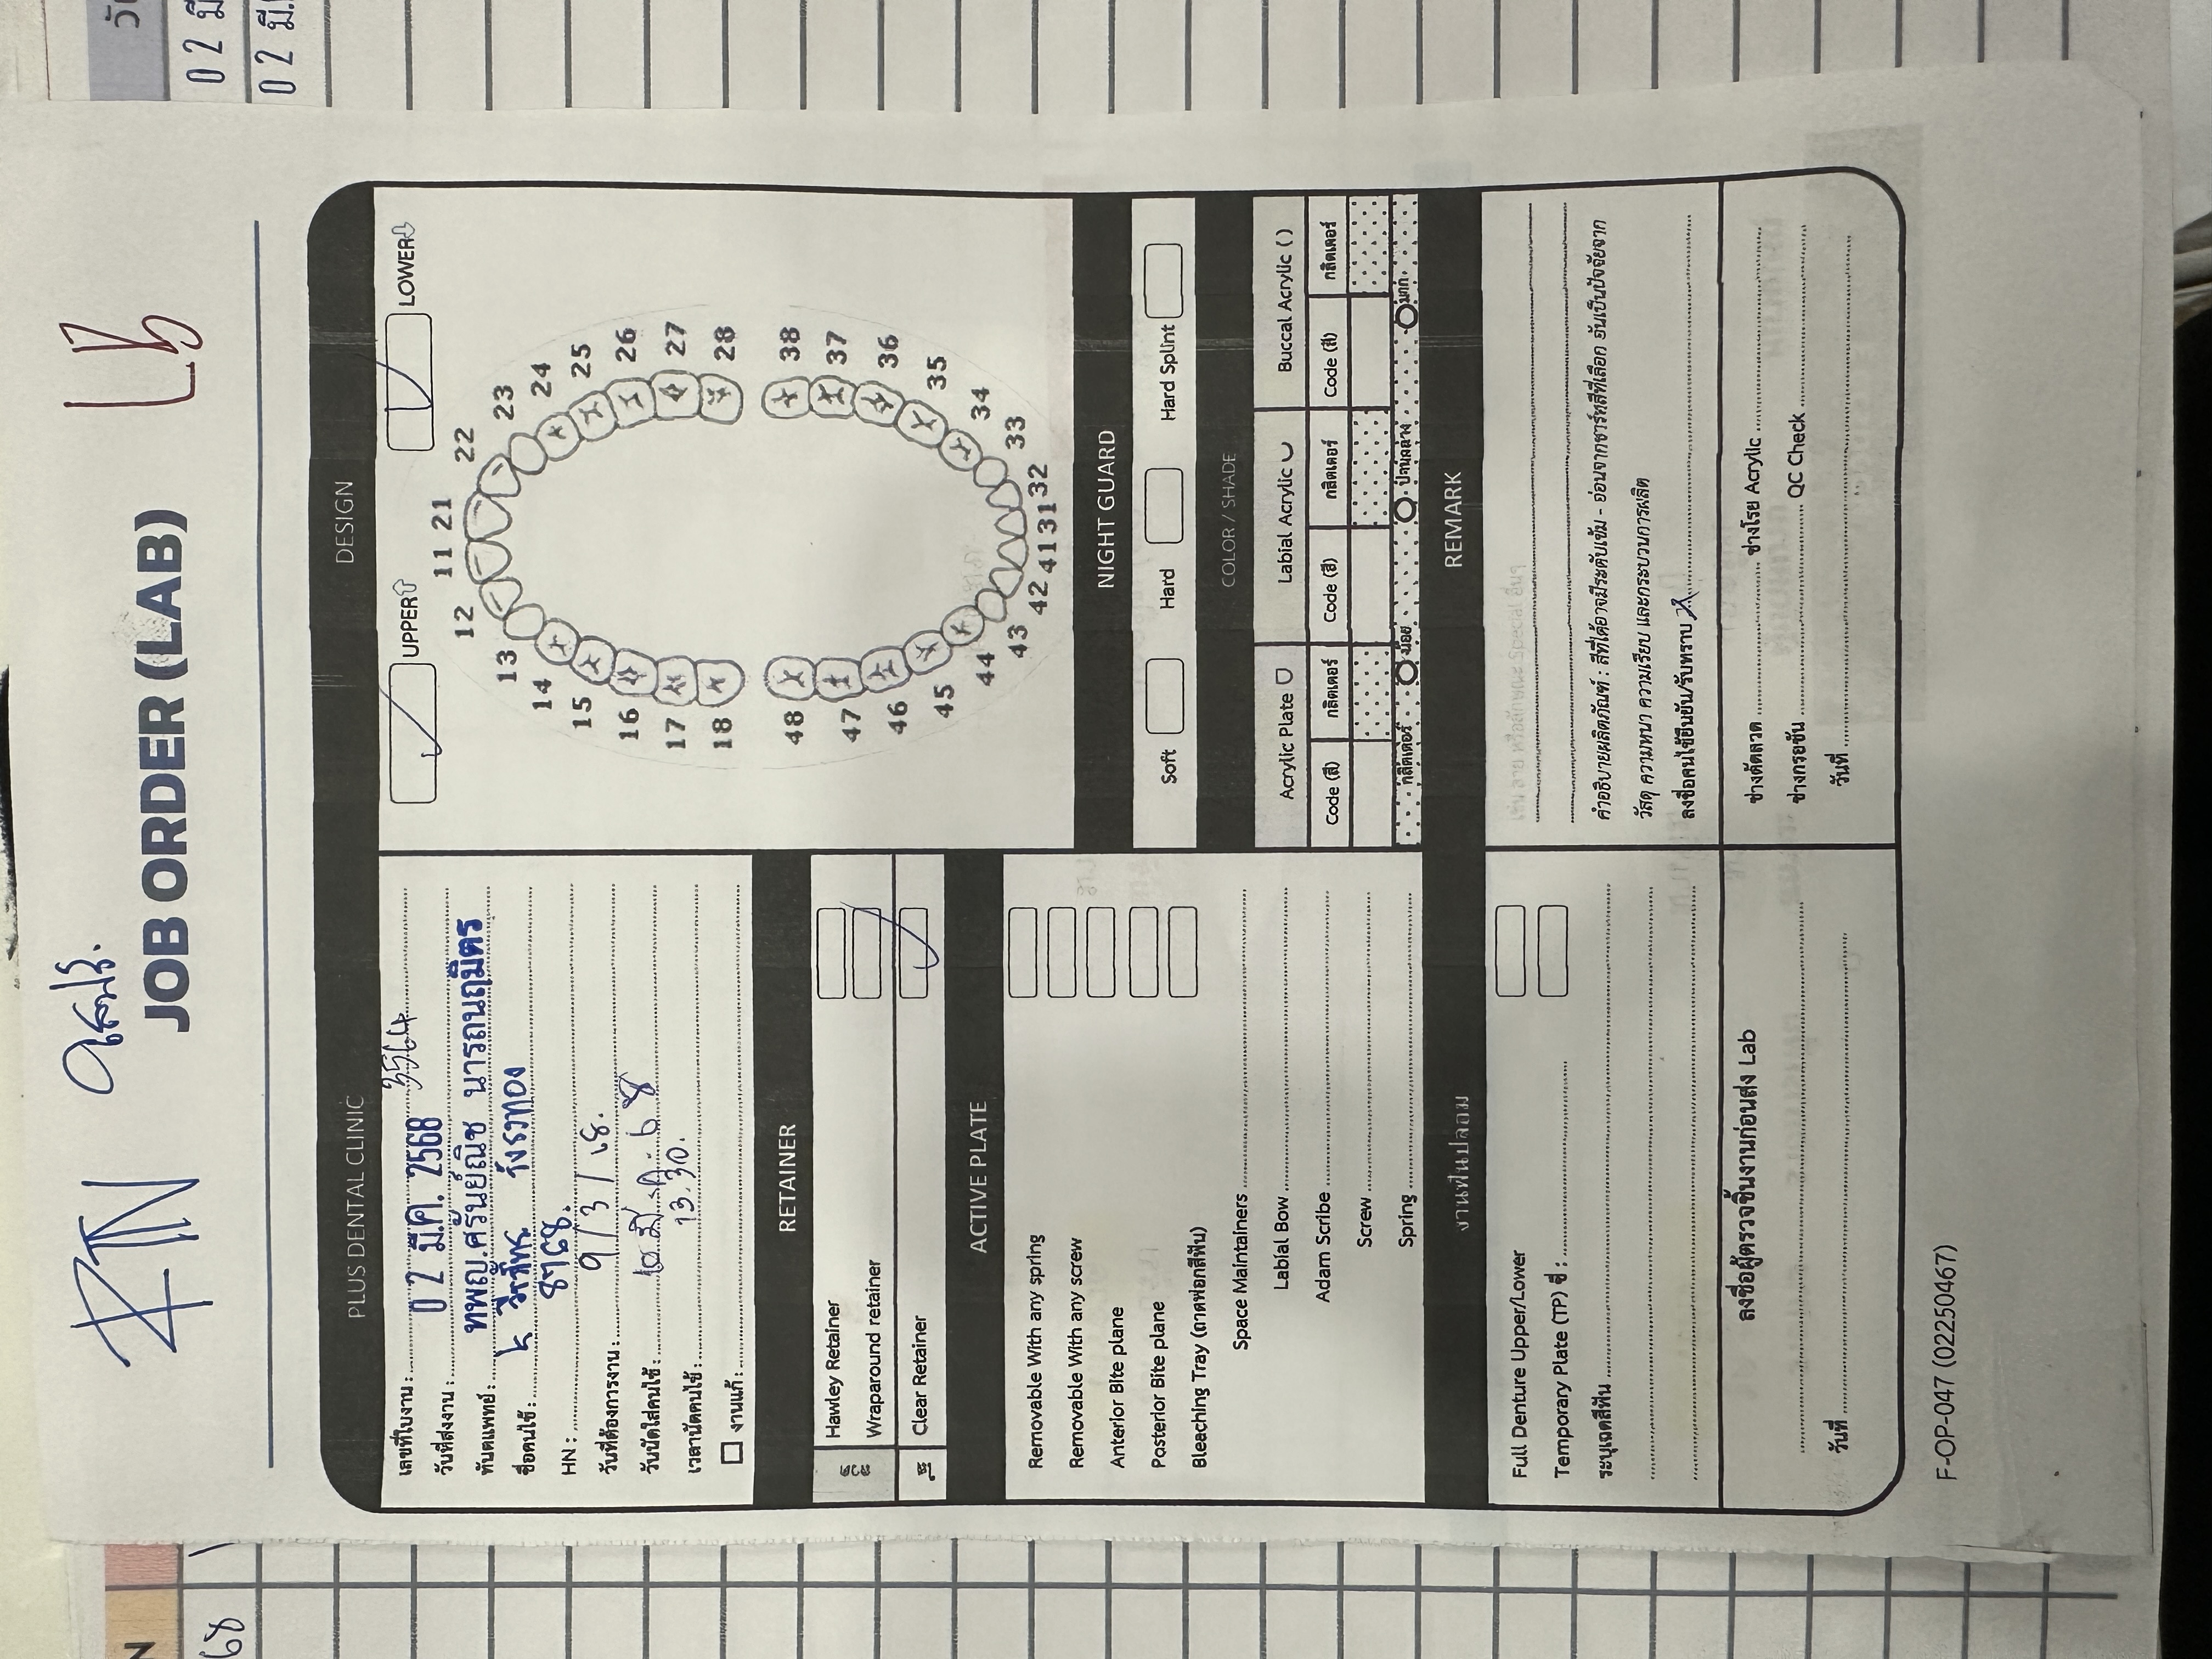 RTN ใสฟรี. LB
JOB ORDER (LAB)
PLUS DENTAL CLINIC
เลขที่ใบงาน : 3564
วันที่ส่งงาน : 0 2 มี.ค. 2568
ทันตแพทย์ : ทพญ.ศรันย์ณิช นารถนฤมิตร
ชื่อคนไข้ :
HN : 8768.
วันที่ต้องการงาน : 9/3/68.
วันนัดใส่คนไข้ : 10 มี.ค. 68
เวลานัดคนไข้ : 13.30.
งานแก้ :
RETAINER
ลวด
Hawley Retainer
Wraparound retainer
ใส
Clear Retainer
ACTIVE PLATE
Removable With any spring
Removable With any screw
Anterior Bite plane
Posterior Bite plane
Bleaching Tray (ถาดฟอกสีฟัน)
Space Maintainers
Labial Bow
Adam Scribe
Screw
Spring
งานฟันปลอม
Full Denture Upper/Lower
Temporary Plate (TP) ซี่ :
ระบุเฉดสีฟัน
ลงชื่อผู้ตรวจชิ้นงานก่อนส่ง Lab
วันที่
DESIGN
UPPER LOWER
11 21
12 22
13 23
14 24
15 25
16 26
17 27
18 28
48 38
47 37
46 36
45 35
44 34
43 33
42 41 31 32
NIGHT GUARD
Soft Hard Hard Splint
COLOR / SHADE
Acrylic Plate Labial Acrylic Buccal Acrylic ( )
Code (สี) กลิตเตอร์ Code (สี) กลิตเตอร์ Code (สี) กลิตเตอร์
กลิตเตอร์ น้อย ปานกลาง มาก
REMARK
เช่น ลาย หรือลักษณะ Special อื่นๆ
คำอธิบายผลิตภัณฑ์ : สีที่ได้อาจมีระดับเข้ม - อ่อนจากชาร์ทสีที่เลือก อันเป็นปัจจัยจาก
วัสดุ ความหนา ความเรียบ และกระบวนการผลิต
ลงชื่อคนไข้ยืนยัน/รับทราบ
ช่างดัดลวด ช่างโรย Acrylic
ช่างกรอขัน QC Check
วันที่
F-OP-047 (02250467)
N
68
วั
0 2 มี
0 2 มี.